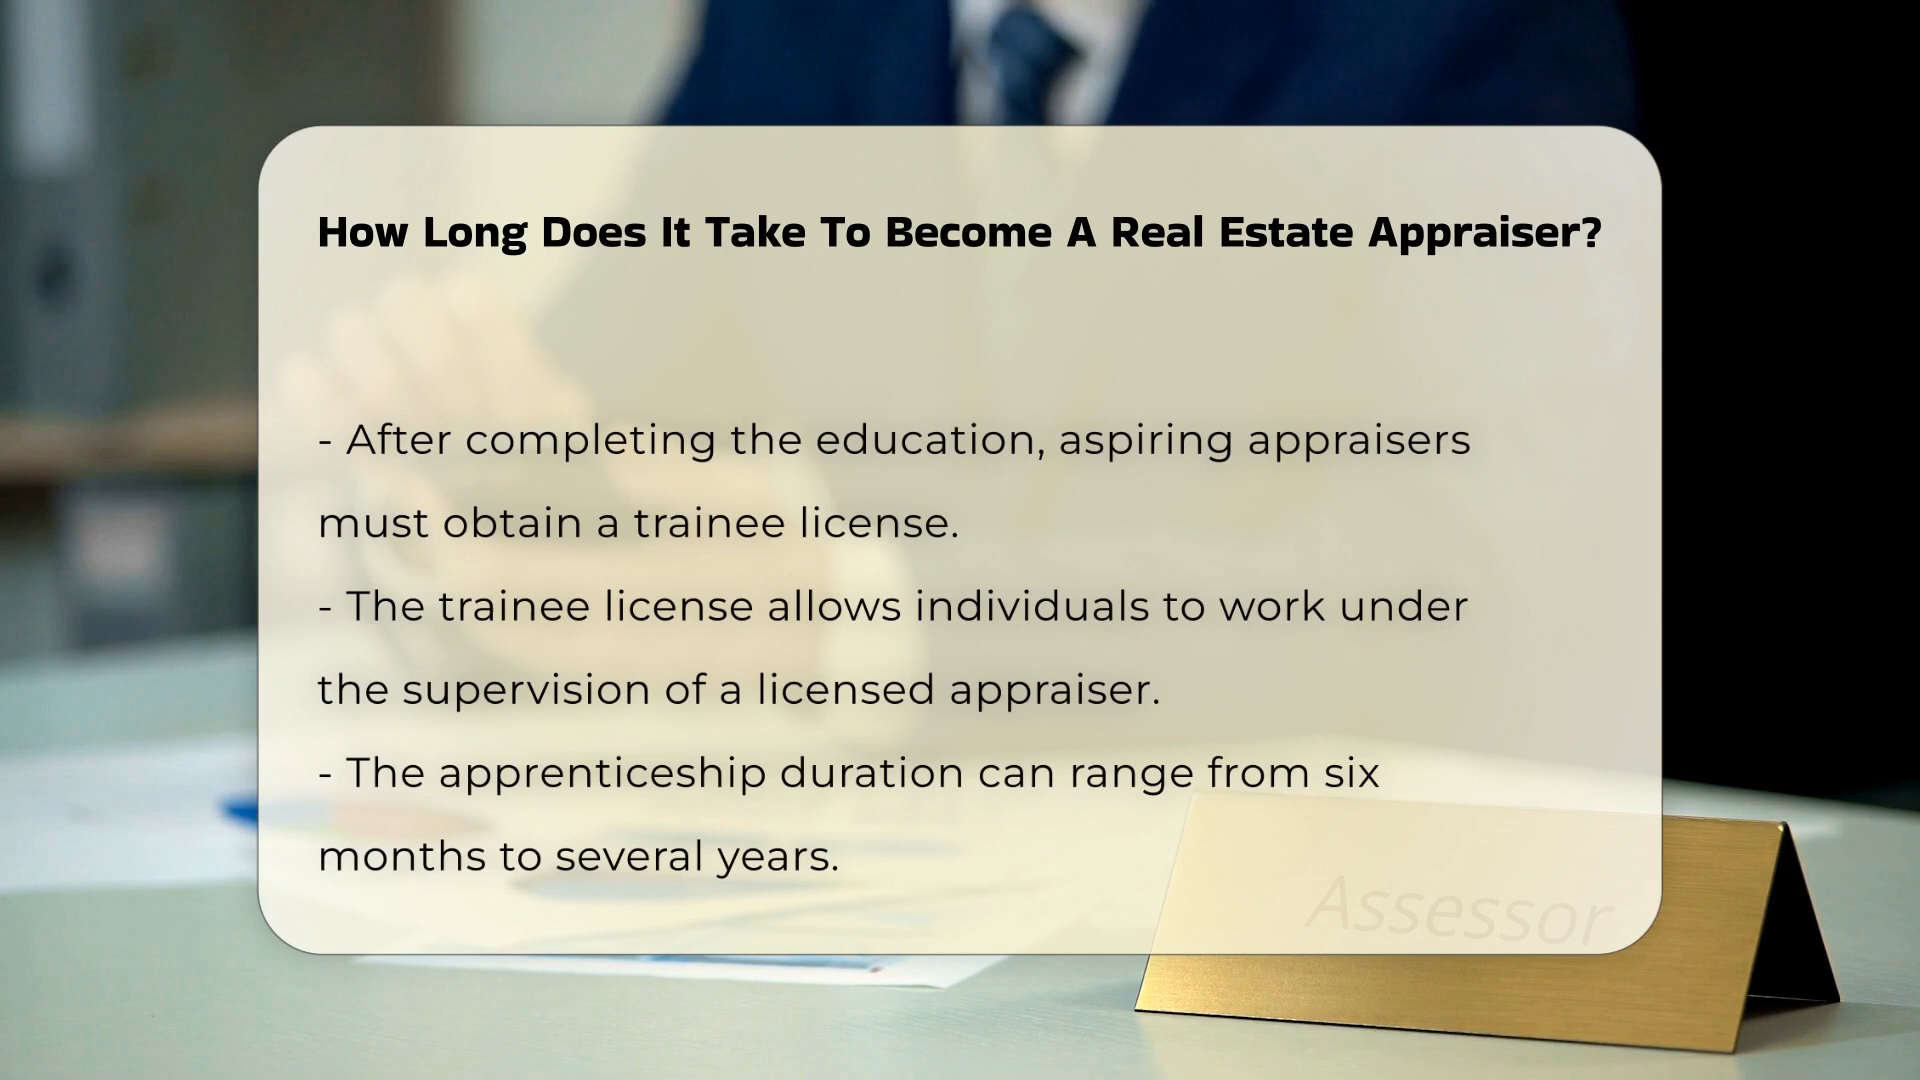 How Long Does It Take To Become A Real Estate Appraiser?
- After completing the education, aspiring appraisers
must obtain a trainee license.
- The trainee license allows individuals to work under
the supervision of a licensed appraiser.
- The apprenticeship duration can range from six
months to several years.
Assessor